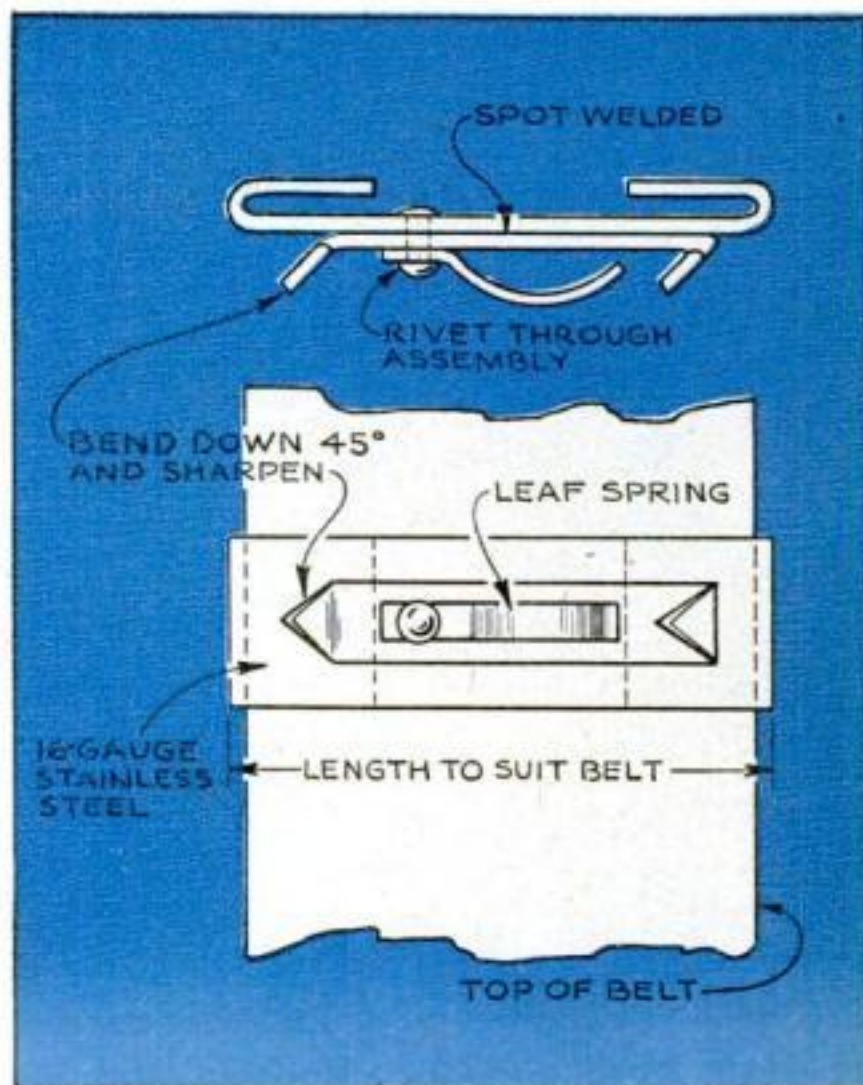 SPOT WELDED
RIVET THROUGH
ASSEMBLY
BEND DOWN 45°
AND SHARPEN
LEAF SPRING
16 GAUGE
STAINLESS
STEEL
LENGTH TO SUIT BELT
TOP OF BELT